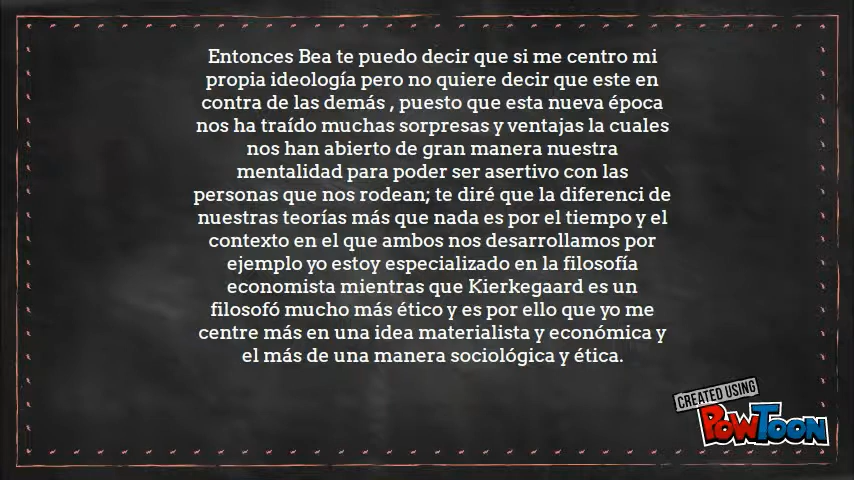 Entonces Bea te puedo decir que si me centro mi
propia ideología pero no quiere decir que este en
contra de las demás , puesto que esta nueva época
nos ha traído muchas sorpresas y ventajas la cuales
nos han abierto de gran manera nuestra
mentalidad para poder ser asertivo con las
personas que nos rodean; te diré que la diferenci de
nuestras teorías más que nada es por el tiempo y el
contexto en el que ambos nos desarrollamos por
ejemplo yo estoy especializado en la filosofía
economista mientras que Kierkegaard es un
filosofó mucho más ético y es por ello que yo me
centre más en una idea materialista y económica y
el más de una manera sociológica y ética.
CREATED USING
POWTOON